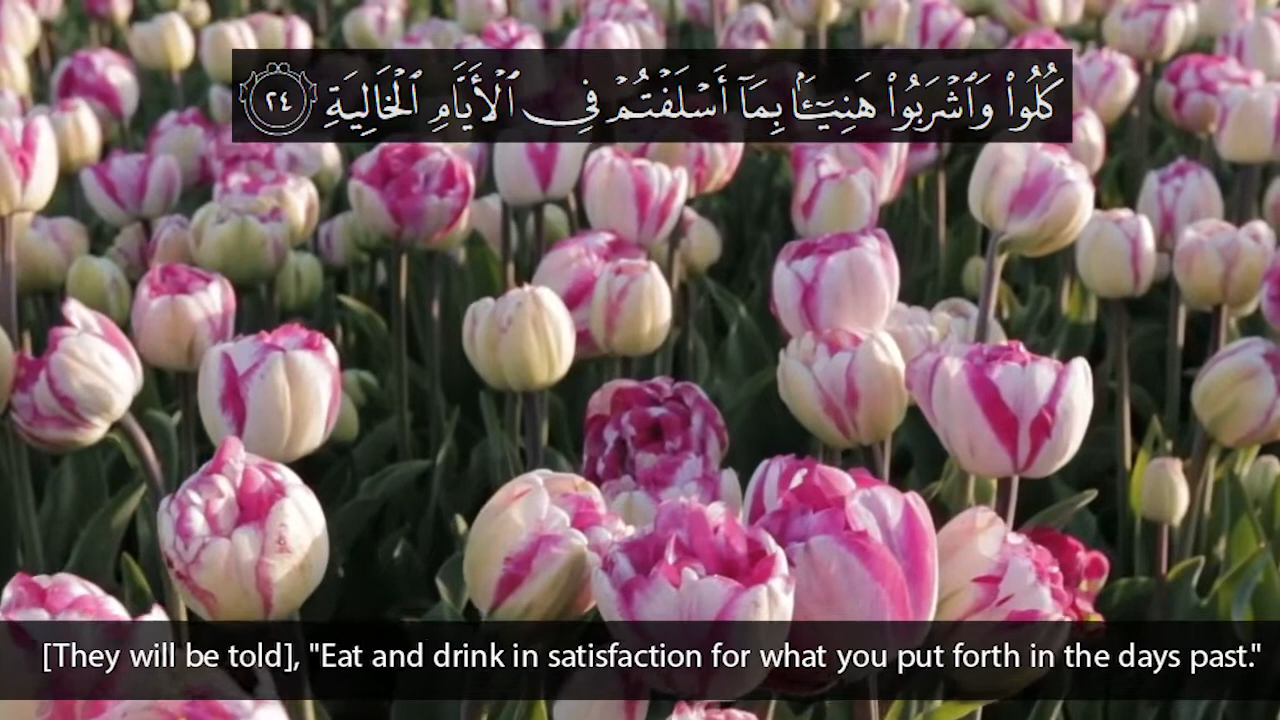 كُلُوا۟ وَٱشْرَبُوا۟ هَنِيٓـًٔۢا بِمَآ أَسْلَفْتُمْ فِى ٱلْأَيَّامِ ٱلْخَالِيَةِ ٢٤
[They will be told], "Eat and drink in satisfaction for what you put forth in the days past."